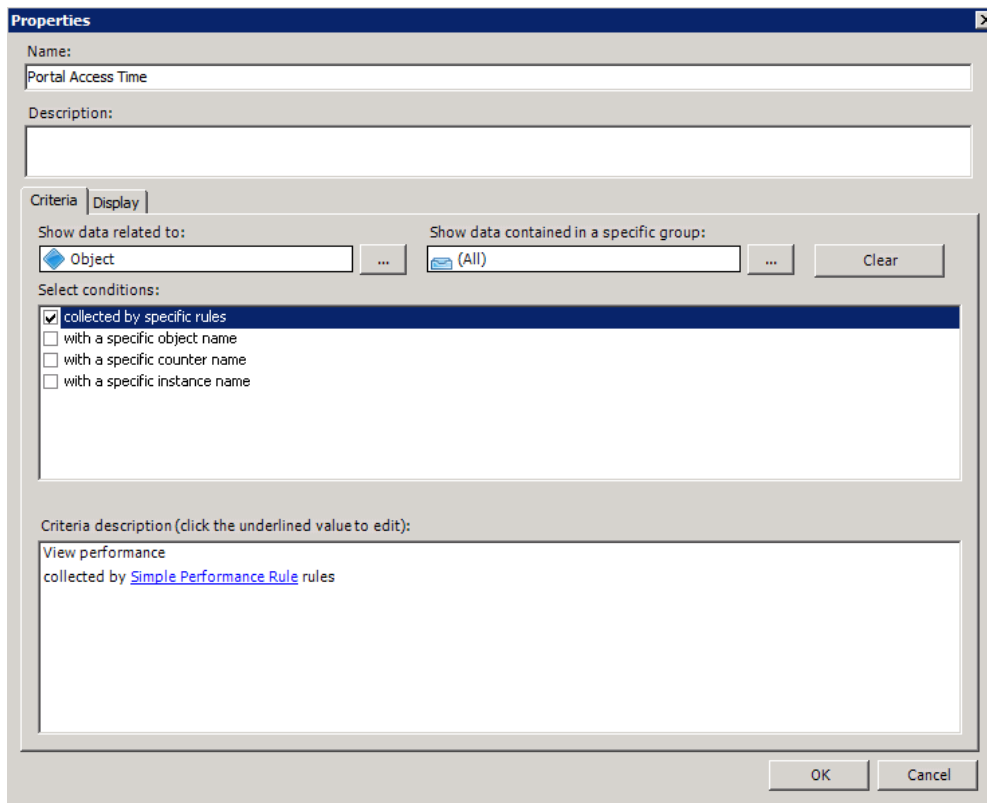 Properties
Name:
Portal Access Time
Description:
Criteria Display
Show data related to: Show data contained in a specific group:
Object ... (All) ... Clear
Select conditions:
collected by specific rules
with a specific object name
with a specific counter name
with a specific instance name
Criteria description (click the underlined value to edit):
View performance
collected by Simple Performance Rule rules
OK Cancel